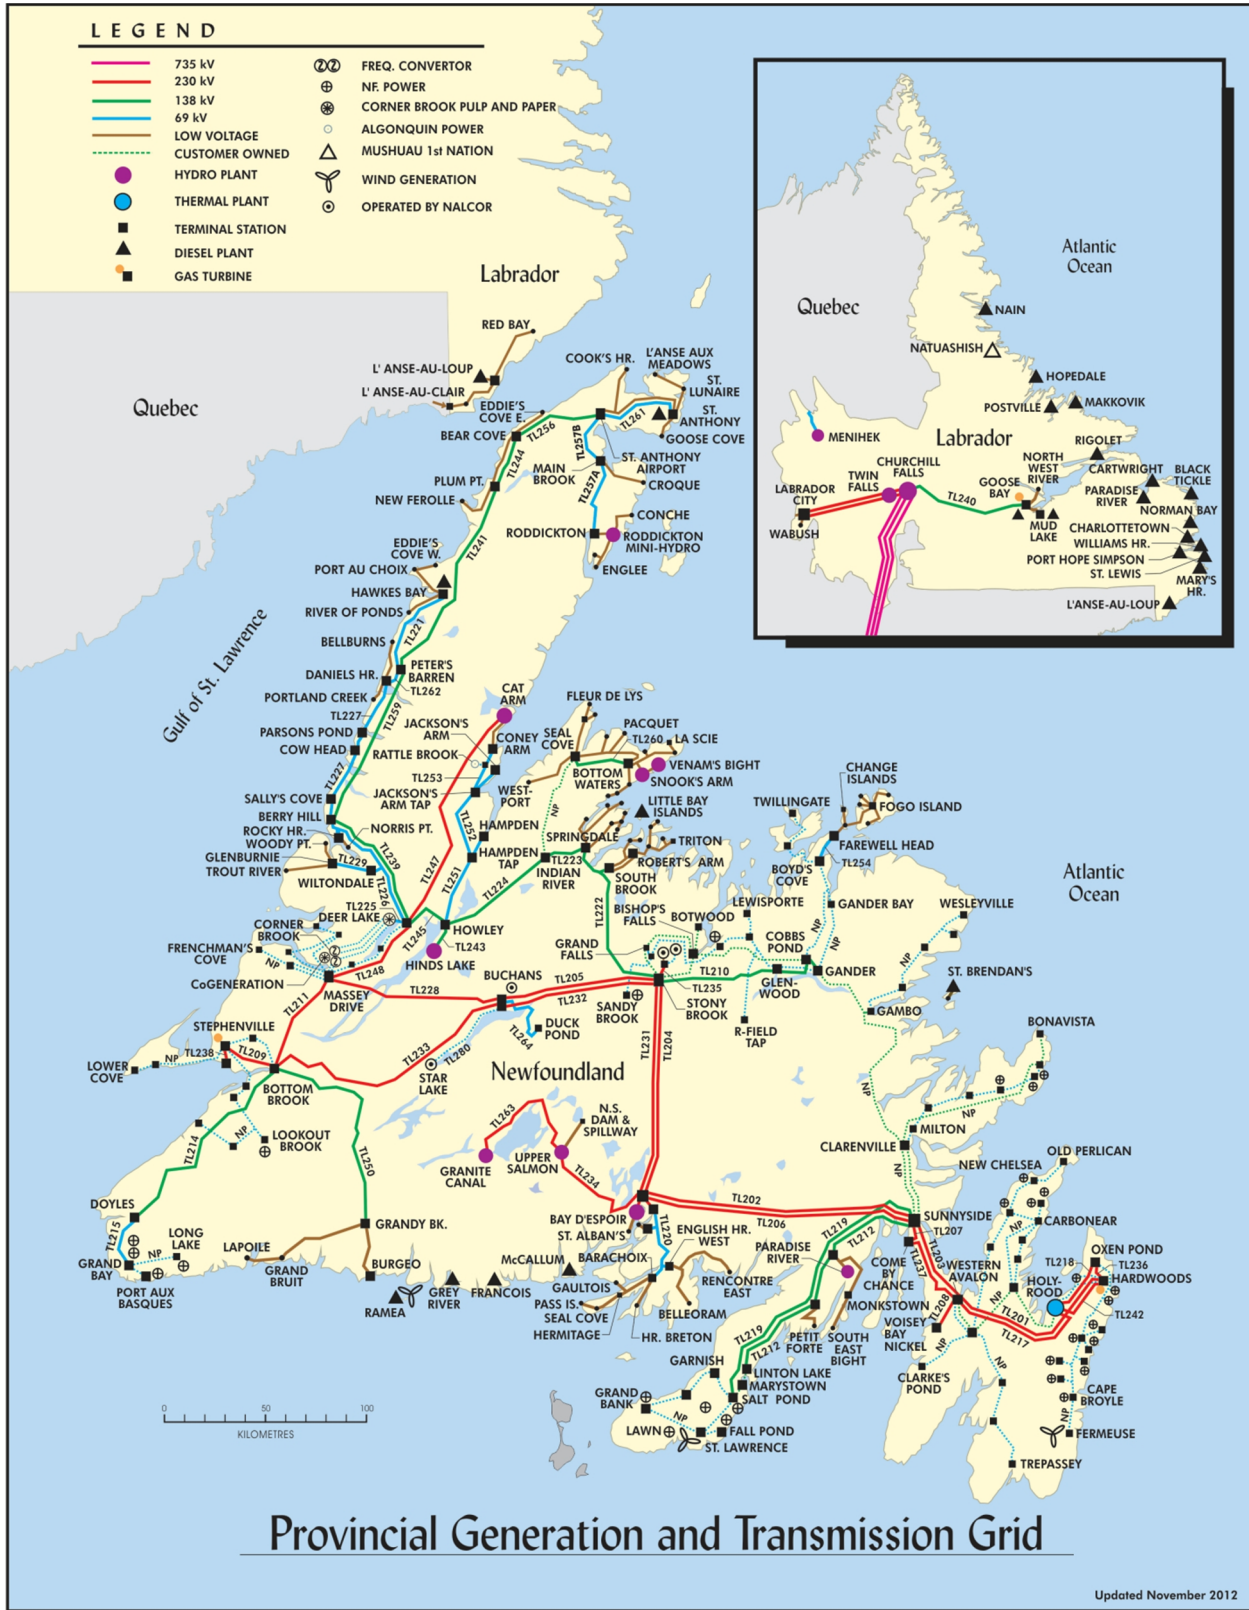 LEGEND
735 kV
230 kV
138 kV
69 kV
LOW VOLTAGE
CUSTOMER OWNED
HYDRO PLANT
THERMAL PLANT
TERMINAL STATION
DIESEL PLANT
GAS TURBINE
FREQ. CONVERTOR
NF. POWER
CORNER BROOK PULP AND PAPER
ALGONQUIN POWER
MUSHUAU 1st NATION
WIND GENERATION
OPERATED BY NALCOR
Atlantic
Ocean
Quebec
NAIN
NATUASHISH
HOPEDALE
POSTVILLE
MAKKOVIK
MENIHEK
Labrador
RIGOLET
CHURCHILL
FALLS
TWIN
FALLS
NORTH
WEST
RIVER
CARTWRIGHT
BLACK
TICKLE
LABRADOR
CITY
GOOSE
BAY
PARADISE
RIVER
TL240
NORMAN BAY
WABUSH
MUD
LAKE
CHARLOTTETOWN
WILLIAMS HR.
PORT HOPE SIMPSON
ST. LEWIS
MARY'S
HR.
L'ANSE-AU-LOUP
Labrador
RED BAY
L' ANSE-AU-LOUP
L' ANSE-AU-CLAIR
Quebec
COOK'S HR.
L'ANSE AUX
MEADOWS
ST.
LUNAIRE
EDDIE'S
COVE E.
TL256
TL261
ST.
ANTHONY
GOOSE COVE
BEAR COVE
TL244
TL257B
ST. ANTHONY
AIRPORT
MAIN
BROOK
TL257A
CROQUE
PLUM PT.
NEW FEROLLE
CONCHE
RODDICKTON
RODDICKTON
MINI-HYDRO
ENGLEE
TL241
EDDIE'S
COVE W.
PORT AU CHOIX
HAWKES BAY
RIVER OF PONDS
TL221
BELLBURNS
PETER'S
BARREN
DANIELS HR.
TL262
PORTLAND CREEK
TL259
TL227
PARSONS POND
COW HEAD
TL227
Gulf of St. Lawrence
CAT
ARM
JACKSON'S
ARM
CONEY
ARM
RATTLE BROOK
TL253
JACKSON'S
ARM TAP
SALLY'S COVE
BERRY HILL
ROCKY HR.
NORRIS PT.
WOODY PT.
GLENBURNIE
TROUT RIVER
TL229
TL239
WILTONDALE
TL226
TL225
DEER LAKE
TL247
TL252
HAMPDEN
HAMPDEN
TAP
TL251
TL224
TL245
HOWLEY
TL243
HINDS LAKE
FLEUR DE LYS
PACQUET
SEAL
COVE
TL260
LA SCIE
WEST-
PORT
BOTTOM
WATERS
VENAM'S BIGHT
SNOOK'S ARM
NP
LITTLE BAY
ISLANDS
SPRINGDALE
TL223
INDIAN
RIVER
TRITON
ROBERT'S ARM
SOUTH
BROOK
TL222
CHANGE
ISLANDS
FOGO ISLAND
TWILLINGATE
FAREWELL HEAD
TL254
BOYD'S
COVE
GANDER BAY
NP
NP
LEWISPORTE
BISHOP'S
FALLS
BOTWOOD
COBBS
POND
GRAND
FALLS
TL210
TL235
GLEN-
WOOD
GANDER
WESLEYVILLE
NP
ST. BRENDAN'S
GAMBO
Atlantic
Ocean
CORNER
BROOK
FRENCHMAN'S
COVE
NP
CoGENERATION
TL248
MASSEY
DRIVE
TL211
TL228
BUCHANS
TL205
TL232
SANDY
BROOK
STONY
BROOK
R-FIELD
TAP
DUCK
POND
TL264
TL233
TL280
STAR
LAKE
STEPHENVILLE
TL238
TL209
NP
LOWER
COVE
BOTTOM
BROOK
NP
LOOKOUT
BROOK
TL214
TL250
Newfoundland
TL231
TL204
BONAVISTA
NP
NP
MILTON
CLARENVILLE
NP
TL263
N.S.
DAM &
SPILLWAY
GRANITE
CANAL
UPPER
SALMON
TL234
TL202
TL206
DOYLES
TL215
LONG
LAKE
NP
GRAND
BAY
PORT AUX
BASQUES
LAPOILE
GRAND
BRUIT
GRANDY BK.
BURGEO
RAMEA
GREY
RIVER
FRANCOIS
McCALLUM
BAY D'ESPOIR
ST. ALBAN'S
TL220
ENGLISH HR.
WEST
BARACHOIX
GAULTOIS
PASS IS.
SEAL COVE
HERMITAGE
HR. BRETON
BELLEORAM
RENCONTRE
EAST
TL219
TL212
PARADISE
RIVER
SUNNYSIDE
TL207
COME
BY
CHANCE
TL237
TL203
WESTERN
AVALON
MONKSTOWN
VOISEY
BAY
NICKEL
TL208
PETIT
FORTE
SOUTH
EAST
BIGHT
TL219
TL212
GARNISH
LINTON LAKE
MARYSTOWN
SALT POND
GRAND
BANK
NP
LAWN
FALL POND
ST. LAWRENCE
OLD PERLICAN
NEW CHELSEA
NP
CARBONEAR
OXEN POND
TL218
TL236
HARDWOODS
HOLY-
ROOD
TL242
NP
TL201
TL217
CLARKE'S
POND
NP
NP
CAPE
BROYLE
NP
FERMEUSE
TREPASSEY
0
50
100
KILOMETRES
Provincial Generation and Transmission Grid
Updated November 2012